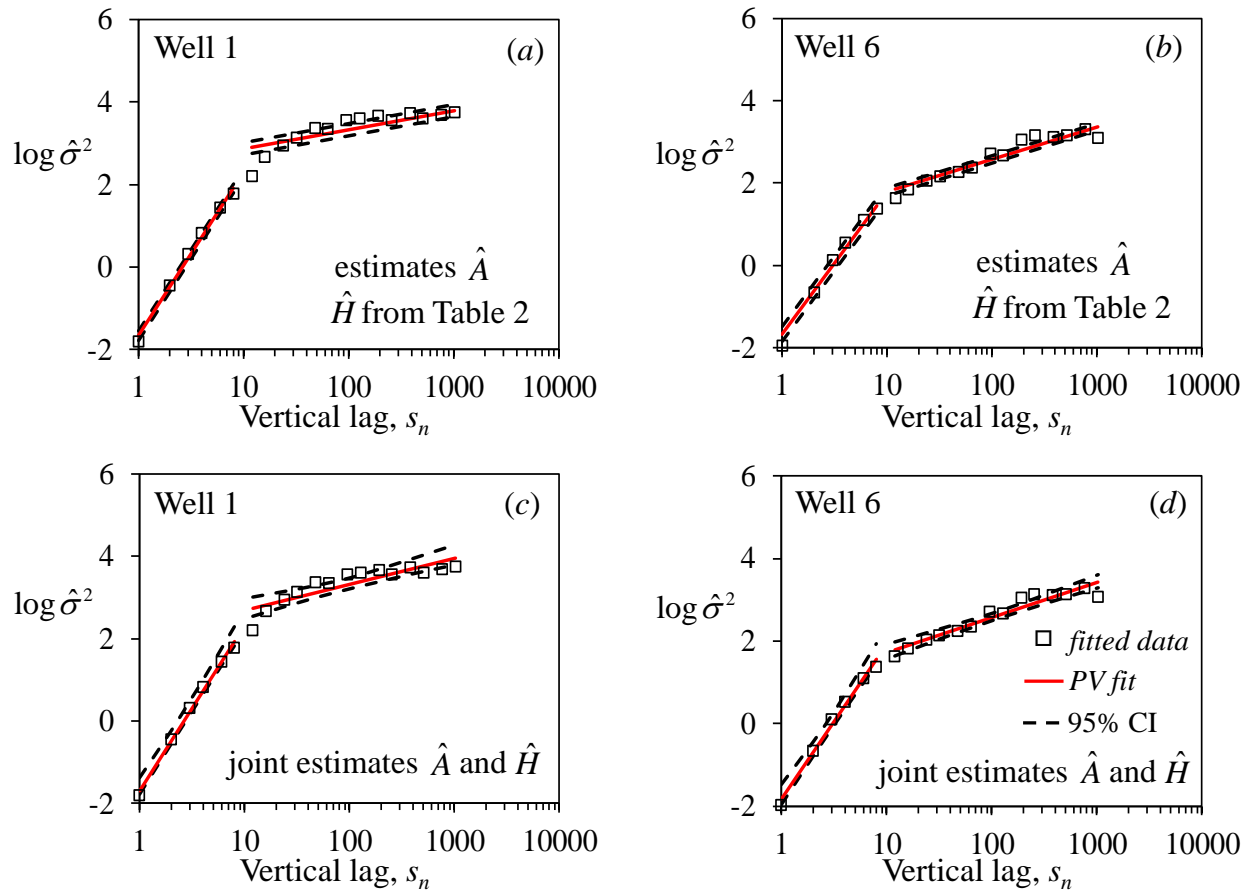 6
Well 1
(a)
4
log σ̂²
2
0
estimates Â
Ĥ from Table 2
-2
1 10 100 1000 10000
Vertical lag, sₙ
6
Well 6
(b)
4
log σ̂²
2
0
estimates Â
Ĥ from Table 2
-2
1 10 100 1000 10000
Vertical lag, sₙ
6
Well 1
(c)
4
log σ̂²
2
0
joint estimates Â and Ĥ
-2
1 10 100 1000 10000
Vertical lag, sₙ
6
Well 6
(d)
4
log σ̂²
2
fitted data
PV fit
0
95% CI
joint estimates Â and Ĥ
-2
1 10 100 1000 10000
Vertical lag, sₙ